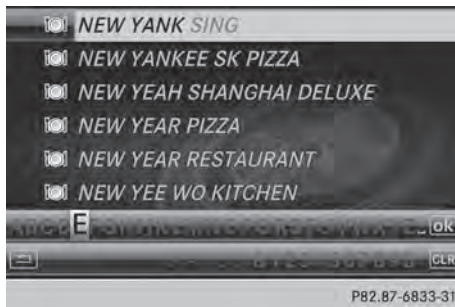 NEW YANK SING
NEW YANKEE SK PIZZA
NEW YEAH SHANGHAI DELUXE
NEW YEAR PIZZA
NEW YEAR RESTAURANT
NEW YEE WO KITCHEN
E ok
CLR
P82.87-6833-31